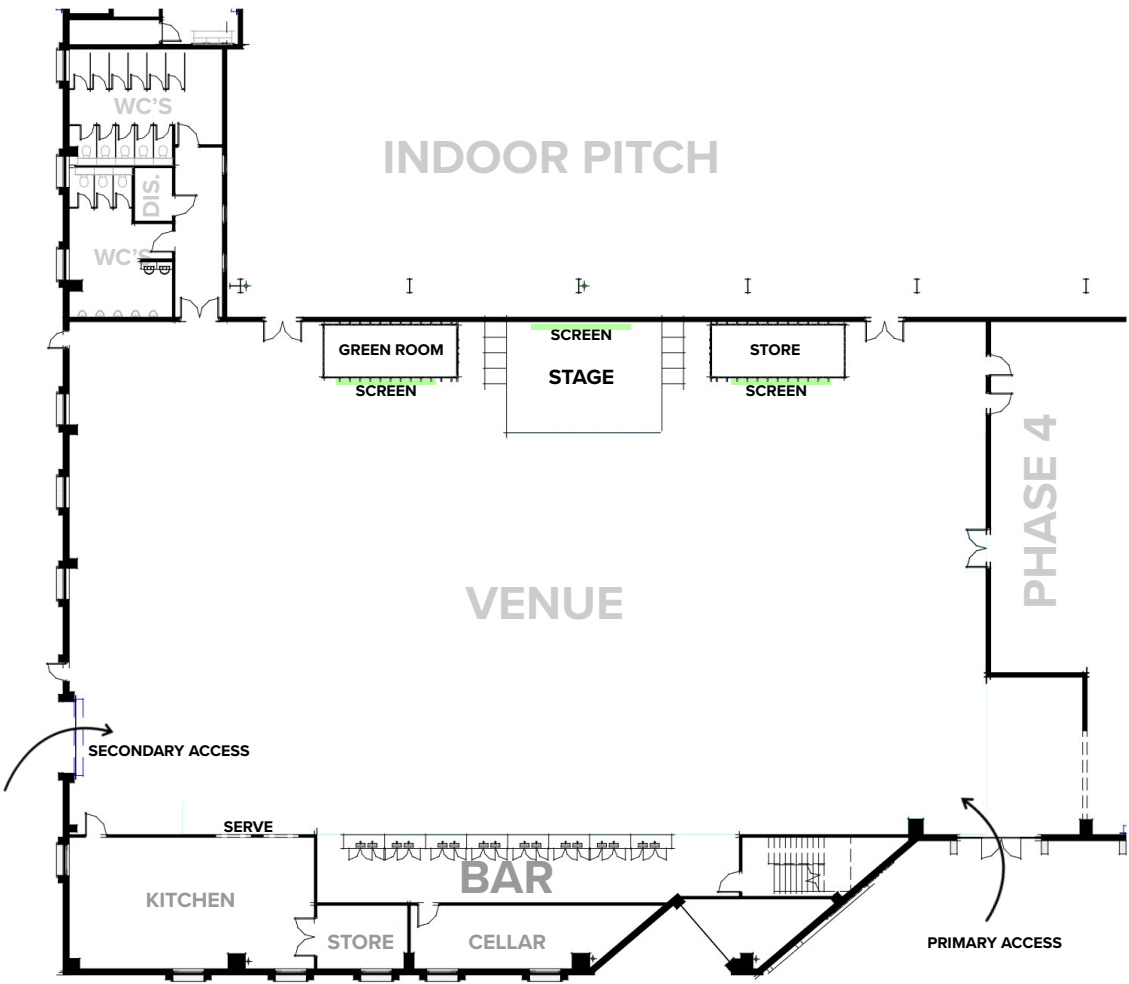 WC'S
INDOOR PITCH
DIS.
WC'S
SCREEN
GREEN ROOM
STORE
STAGE
SCREEN
SCREEN
PHASE 4
VENUE
SECONDARY ACCESS
SERVE
BAR
KITCHEN
STORE
CELLAR
PRIMARY ACCESS